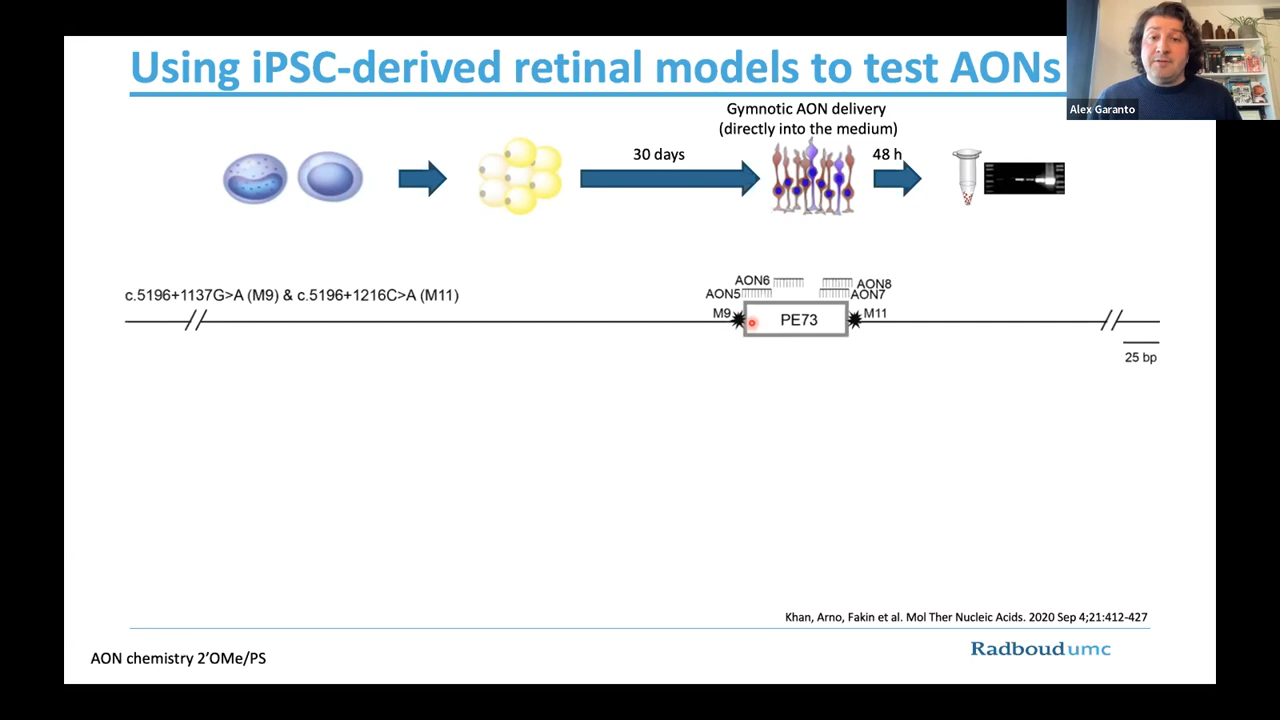 Using iPSC-derived retinal models to test AONs
Alex Garanto
Gymnotic AON delivery
(directly into the medium)
30 days
48 h
c.5196+1137G>A (M9) & c.5196+1216C>A (M11)
AON6
AON8
AON5
AON7
M9
PE73
M11
25 bp
Khan, Arno, Fakin et al. Mol Ther Nucleic Acids. 2020 Sep 4;21:412-427
AON chemistry 2'OMe/PS
Radboudumc